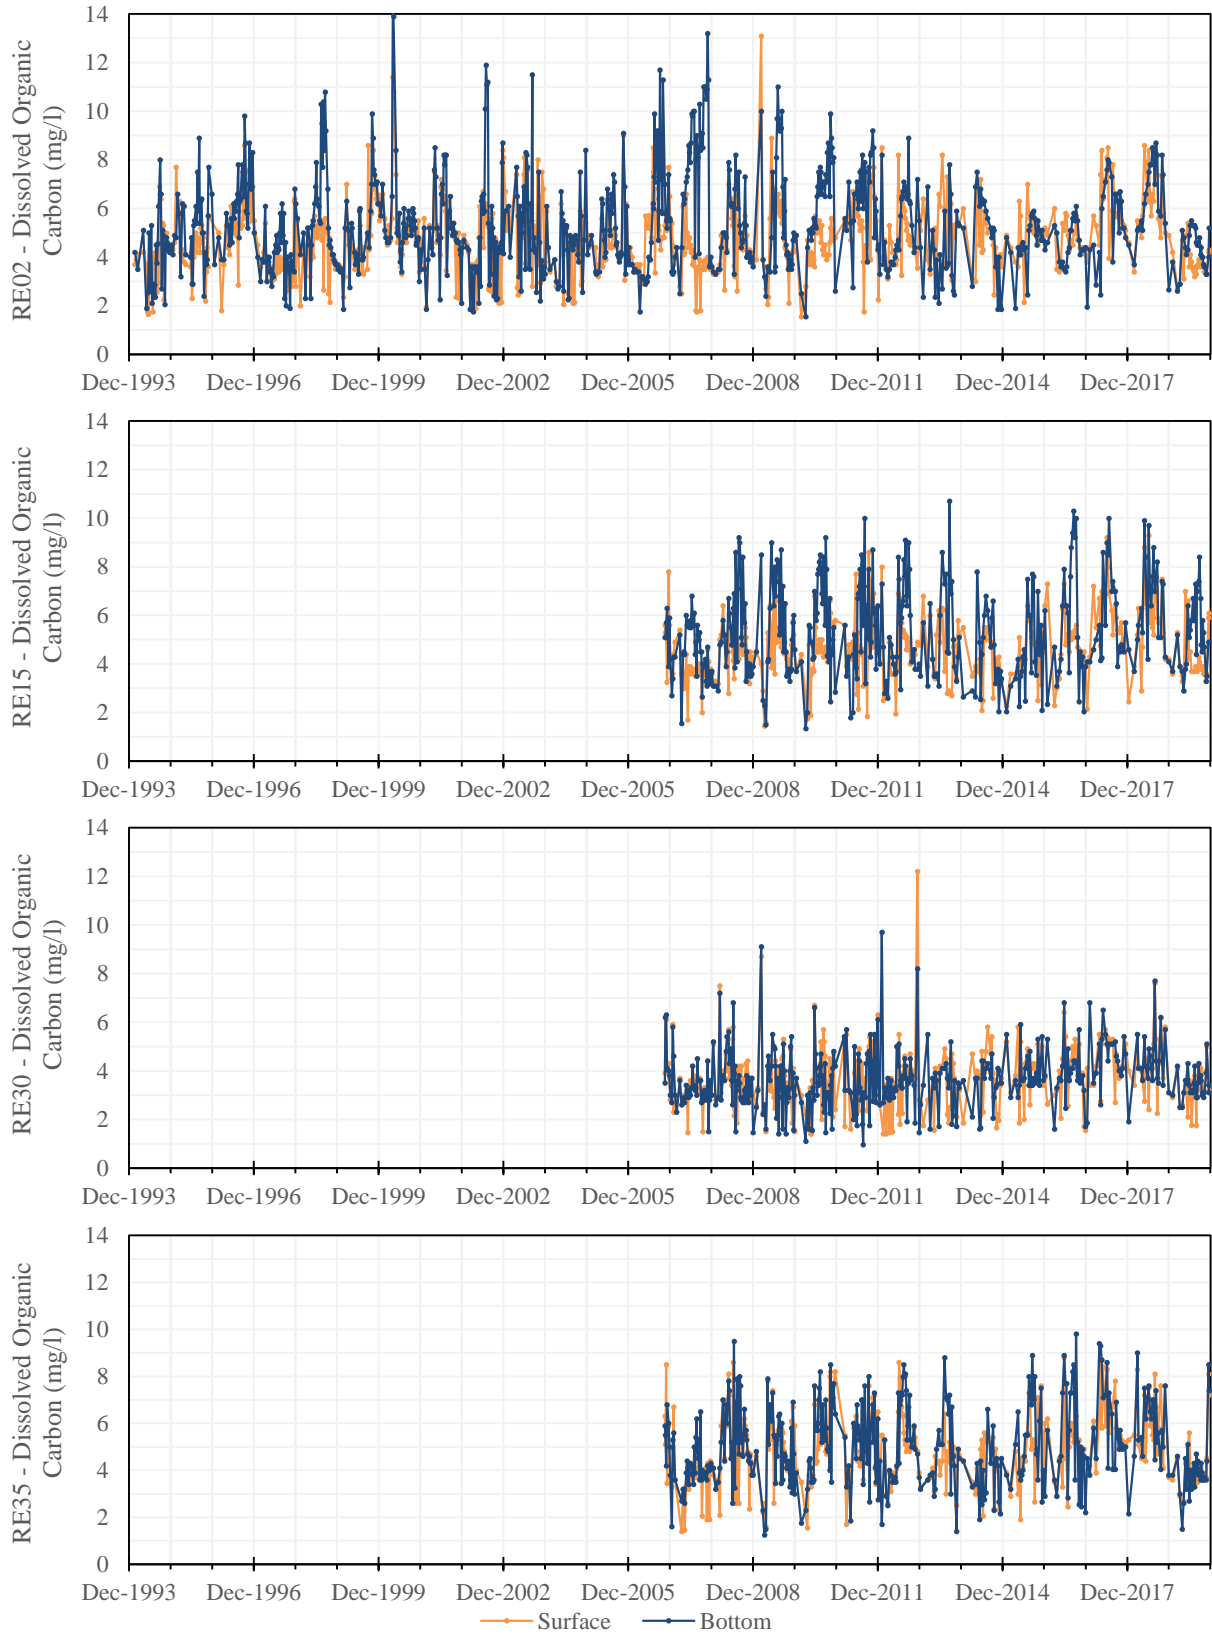 RE02 - Dissolved Organic
Carbon (mg/l)
14
12
10
8
6
4
2
0
Dec-1993 Dec-1996 Dec-1999 Dec-2002 Dec-2005 Dec-2008 Dec-2011 Dec-2014 Dec-2017
RE15 - Dissolved Organic
Carbon (mg/l)
14
12
10
8
6
4
2
0
Dec-1993 Dec-1996 Dec-1999 Dec-2002 Dec-2005 Dec-2008 Dec-2011 Dec-2014 Dec-2017
RE30 - Dissolved Organic
Carbon (mg/l)
14
12
10
8
6
4
2
0
Dec-1993 Dec-1996 Dec-1999 Dec-2002 Dec-2005 Dec-2008 Dec-2011 Dec-2014 Dec-2017
RE35 - Dissolved Organic
Carbon (mg/l)
14
12
10
8
6
4
2
0
Dec-1993 Dec-1996 Dec-1999 Dec-2002 Dec-2005 Dec-2008 Dec-2011 Dec-2014 Dec-2017
Surface Bottom